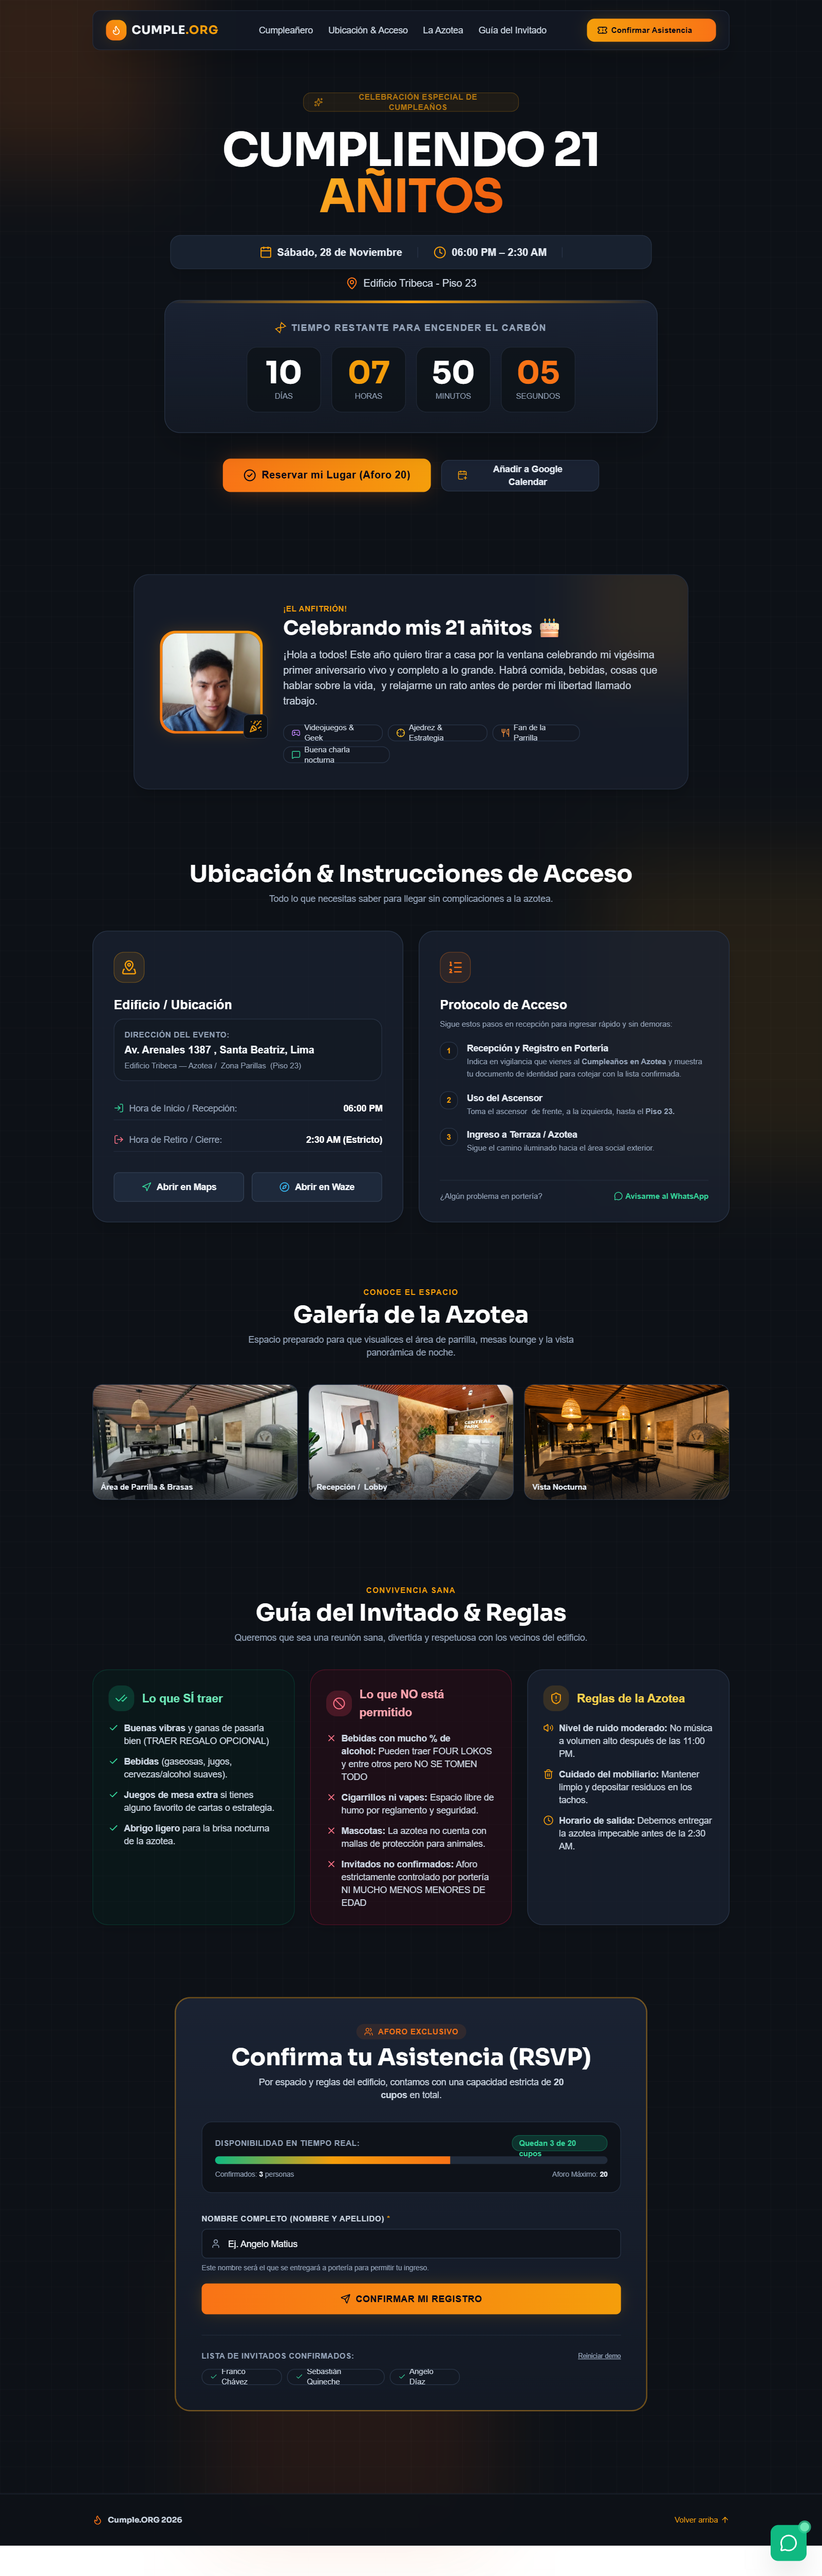 CUMPLE.ORG
Cumpleañero
Ubicación & Acceso
La Azotea
Guía del Invitado
Confirmar Asistencia
CELEBRACIÓN ESPECIAL DE
CUMPLEAÑOS
CUMPLIENDO 21
AÑITOS
Sábado, 28 de Noviembre
06:00 PM – 2:30 AM
Edificio Tribeca - Piso 23
TIEMPO RESTANTE PARA ENCENDER EL CARBÓN
10
07
50
05
DÍAS
HORAS
MINUTOS
SEGUNDOS
Reservar mi Lugar (Aforo 20)
Añadir a Google
Calendar
¡EL ANFITRIÓN!
Celebrando mis 21 añitos
¡Hola a todos! Este año quiero tirar a casa por la ventana celebrando mi vigésima
primer aniversario vivo y completo a lo grande. Habrá comida, bebidas, cosas que
hablar sobre la vida, y relajarme un rato antes de perder mi libertad llamado
trabajo.
Videojuegos &
Geek
Ajedrez &
Estrategia
Fan de la
Parrilla
Buena charla
nocturna
Ubicación & Instrucciones de Acceso
Todo lo que necesitas saber para llegar sin complicaciones a la azotea.
Edificio / Ubicación
DIRECCIÓN DEL EVENTO:
Av. Arenales 1387 , Santa Beatriz, Lima
Edificio Tribeca — Azotea / Zona Parillas (Piso 23)
Hora de Inicio / Recepción:
06:00 PM
Hora de Retiro / Cierre:
2:30 AM (Estricto)
Abrir en Maps
Abrir en Waze
Protocolo de Acceso
Sigue estos pasos en recepción para ingresar rápido y sin demoras:
1
Recepción y Registro en Portería
Indica en vigilancia que vienes al Cumpleaños en Azotea y muestra
tu documento de identidad para cotejar con la lista confirmada.
2
Uso del Ascensor
Toma el ascensor de frente, a la izquierda, hasta el Piso 23.
3
Ingreso a Terraza / Azotea
Sigue el camino iluminado hacia el área social exterior.
¿Algún problema en portería?
Avisarme al WhatsApp
CONOCE EL ESPACIO
Galería de la Azotea
Espacio preparado para que visualices el área de parrilla, mesas lounge y la vista
panorámica de noche.
Área de Parrilla & Brasas
CENTRAL
PARK
Recepción / Lobby
Vista Nocturna
CONVIVENCIA SANA
Guía del Invitado & Reglas
Queremos que sea una reunión sana, divertida y respetuosa con los vecinos del edificio.
Lo que SÍ traer
Buenas vibras y ganas de pasarla
bien (TRAER REGALO OPCIONAL)
Bebidas (gaseosas, jugos,
cervezas/alcohol suaves).
Juegos de mesa extra si tienes
alguno favorito de cartas o estrategia.
Abrigo ligero para la brisa nocturna
de la azotea.
Lo que NO está
permitido
Bebidas con mucho % de
alcohol: Pueden traer FOUR LOKOS
y entre otros pero NO SE TOMEN
TODO
Cigarrillos ni vapes: Espacio libre de
humo por reglamento y seguridad.
Mascotas: La azotea no cuenta con
mallas de protección para animales.
Invitados no confirmados: Aforo
estrictamente controlado por portería
NI MUCHO MENOS MENORES DE
EDAD
Reglas de la Azotea
Nivel de ruido moderado: No música
a volumen alto después de las 11:00
PM.
Cuidado del mobiliario: Mantener
limpio y depositar residuos en los
tachos.
Horario de salida: Debemos entregar
la azotea impecable antes de la 2:30
AM.
AFORO EXCLUSIVO
Confirma tu Asistencia (RSVP)
Por espacio y reglas del edificio, contamos con una capacidad estricta de 20
cupos en total.
DISPONIBILIDAD EN TIEMPO REAL:
Quedan 3 de 20
cupos
Confirmados: 3 personas
Aforo Máximo: 20
NOMBRE COMPLETO (NOMBRE Y APELLIDO) *
Ej. Angelo Matius
Este nombre será el que se entregará a portería para permitir tu ingreso.
CONFIRMAR MI REGISTRO
LISTA DE INVITADOS CONFIRMADOS:
Reiniciar demo
Franco
Chávez
Sebastián
Quineche
Angelo
Díaz
Cumple.ORG 2026
Volver arriba